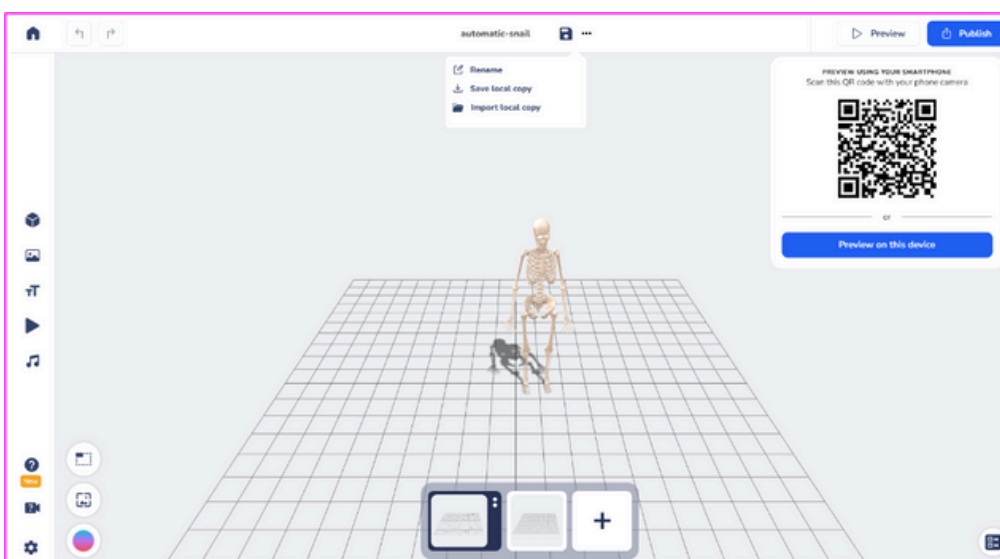 automatic-snail
Preview
Publish
Rename
Save local copy
Import local copy
PREVIEW USING YOUR SMARTPHONE
Scan this QR code with your phone camera
or
Preview on this device
TT
New